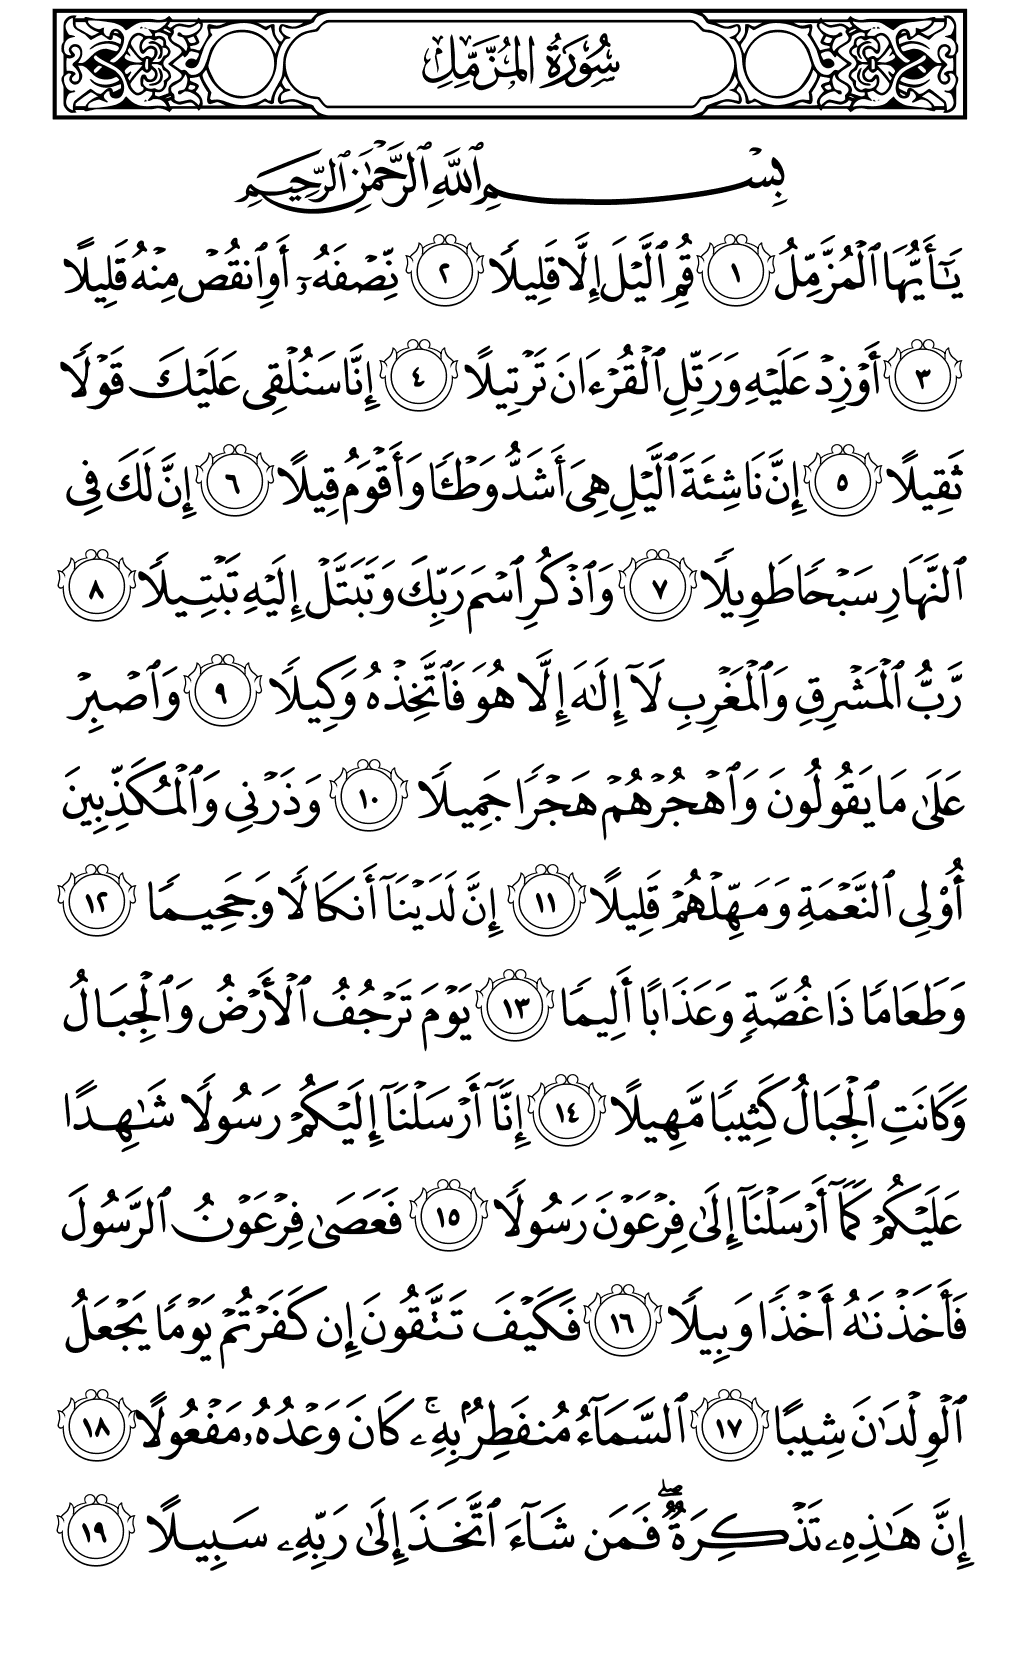 سُورَةُ المُزَّمِّلِ
بِسْمِ ٱللَّهِ ٱلرَّحْمَٰنِ ٱلرَّحِيمِ
يَٰٓأَيُّهَا ٱلْمُزَّمِّلُ ١ قُمِ ٱلَّيْلَ إِلَّا قَلِيلًا ٢ نِّصْفَهُۥٓ أَوِ ٱنقُصْ مِنْهُ قَلِيلًا
٣ أَوْ زِدْ عَلَيْهِ وَرَتِّلِ ٱلْقُرْءَانَ تَرْتِيلًا ٤ إِنَّا سَنُلْقِى عَلَيْكَ قَوْلًا
ثَقِيلًا ٥ إِنَّ نَاشِئَةَ ٱلَّيْلِ هِىَ أَشَدُّ وَطْـًٔا وَأَقْوَمُ قِيلًا ٦ إِنَّ لَكَ فِى
ٱلنَّهَارِ سَبْحًا طَوِيلًا ٧ وَٱذْكُرِ ٱسْمَ رَبِّكَ وَتَبَتَّلْ إِلَيْهِ تَبْتِيلًا ٨
رَّبُّ ٱلْمَشْرِقِ وَٱلْمَغْرِبِ لَآ إِلَٰهَ إِلَّا هُوَ فَٱتَّخِذْهُ وَكِيلًا ٩ وَٱصْبِرْ
عَلَىٰ مَا يَقُولُونَ وَٱهْجُرْهُمْ هَجْرًا جَمِيلًا ١٠ وَذَرْنِى وَٱلْمُكَذِّبِينَ
أُو۟لِى ٱلنَّعْمَةِ وَمَهِّلْهُمْ قَلِيلًا ١١ إِنَّ لَدَيْنَآ أَنكَالًا وَجَحِيمًا ١٢
وَطَعَامًا ذَا غُصَّةٍ وَعَذَابًا أَلِيمًا ١٣ يَوْمَ تَرْجُفُ ٱلْأَرْضُ وَٱلْجِبَالُ
وَكَانَتِ ٱلْجِبَالُ كَثِيبًا مَّهِيلًا ١٤ إِنَّآ أَرْسَلْنَآ إِلَيْكُمْ رَسُولًا شَٰهِدًا
عَلَيْكُمْ كَمَآ أَرْسَلْنَآ إِلَىٰ فِرْعَوْنَ رَسُولًا ١٥ فَعَصَىٰ فِرْعَوْنُ ٱلرَّسُولَ
فَأَخَذْنَٰهُ أَخْذًا وَبِيلًا ١٦ فَكَيْفَ تَتَّقُونَ إِن كَفَرْتُمْ يَوْمًا يَجْعَلُ
ٱلْوِلْدَٰنَ شِيبًا ١٧ ٱلسَّمَآءُ مُنفَطِرٌۢ بِهِۦ ۚ كَانَ وَعْدُهُۥ مَفْعُولًا ١٨
إِنَّ هَٰذِهِۦ تَذْكِرَةٌ ۖ فَمَن شَآءَ ٱتَّخَذَ إِلَىٰ رَبِّهِۦ سَبِيلًا ١٩